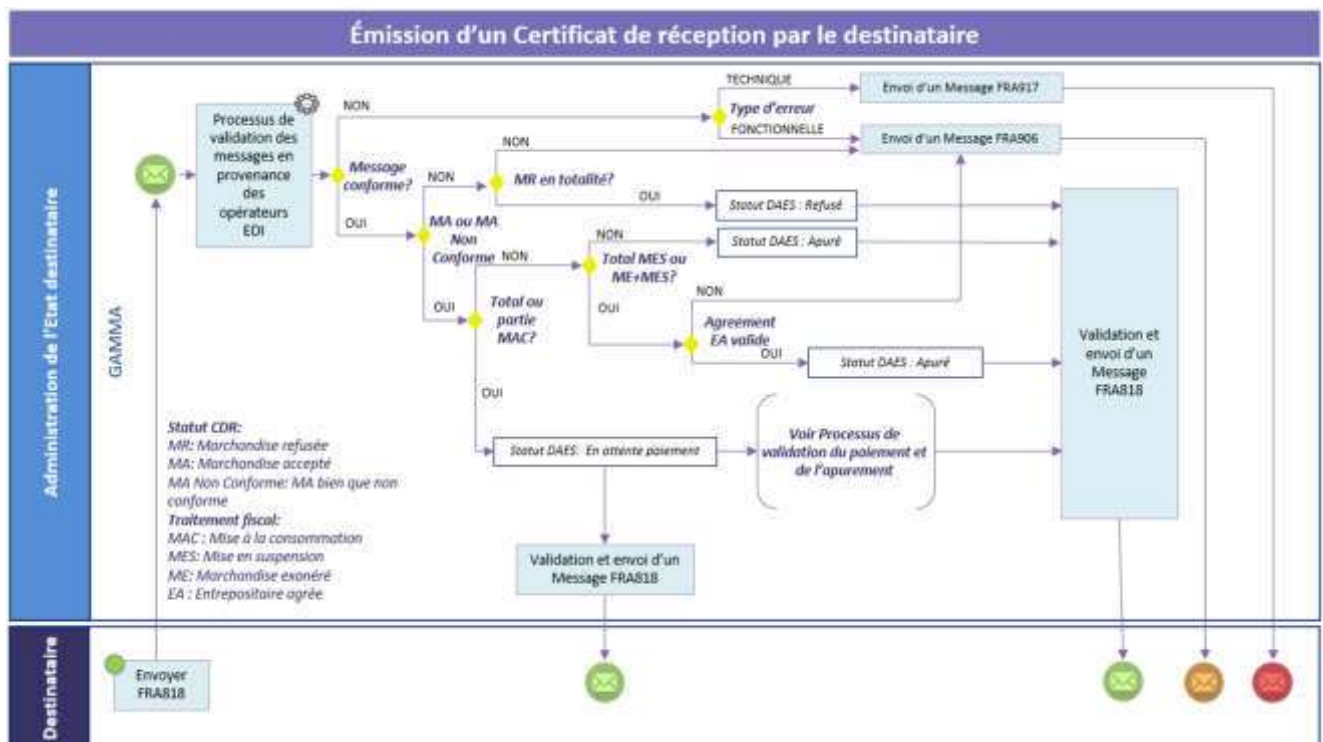 Émission d'un Certificat de réception par le destinataire
Administration de l'Etat destinataire
GAMMA
Processus de
validation des
messages en
provenance
des
opérateurs
EDI
NON
Message
conforme?
OUI
TECHNIQUE
Type d'erreur
FONCTIONNELLE
Envoi d'un Message FRA917
Envoi d'un Message FRA906
NON
MR en totalité?
NON
OUI
Statut DAES : Refusé
MA ou MA
Non
Conforme
OUI
NON
Total ou
partie
MAC?
OUI
NON
Total MES ou
ME+MES?
OUI
Statut DAES : Apuré
NON
Agreement
EA valide
OUI
Statut DAES : Apuré
Validation et
envoi d'un
Message
FRA818
Statut DAES: En attente paiement
Voir Processus de
validation du paiement et
de l'apurement
Statut CDR:
MR: Marchandise refusée
MA: Marchandise accepté
MA Non Conforme: MA bien que non
conforme
Traitement fiscal:
MAC : Mise à la consommation
MES: Mise en suspension
ME: Marchandise exonéré
EA : Entrepositaire agrée
Validation et envoi d'un
Message FRA818
Destinataire
Envoyer
FRA818